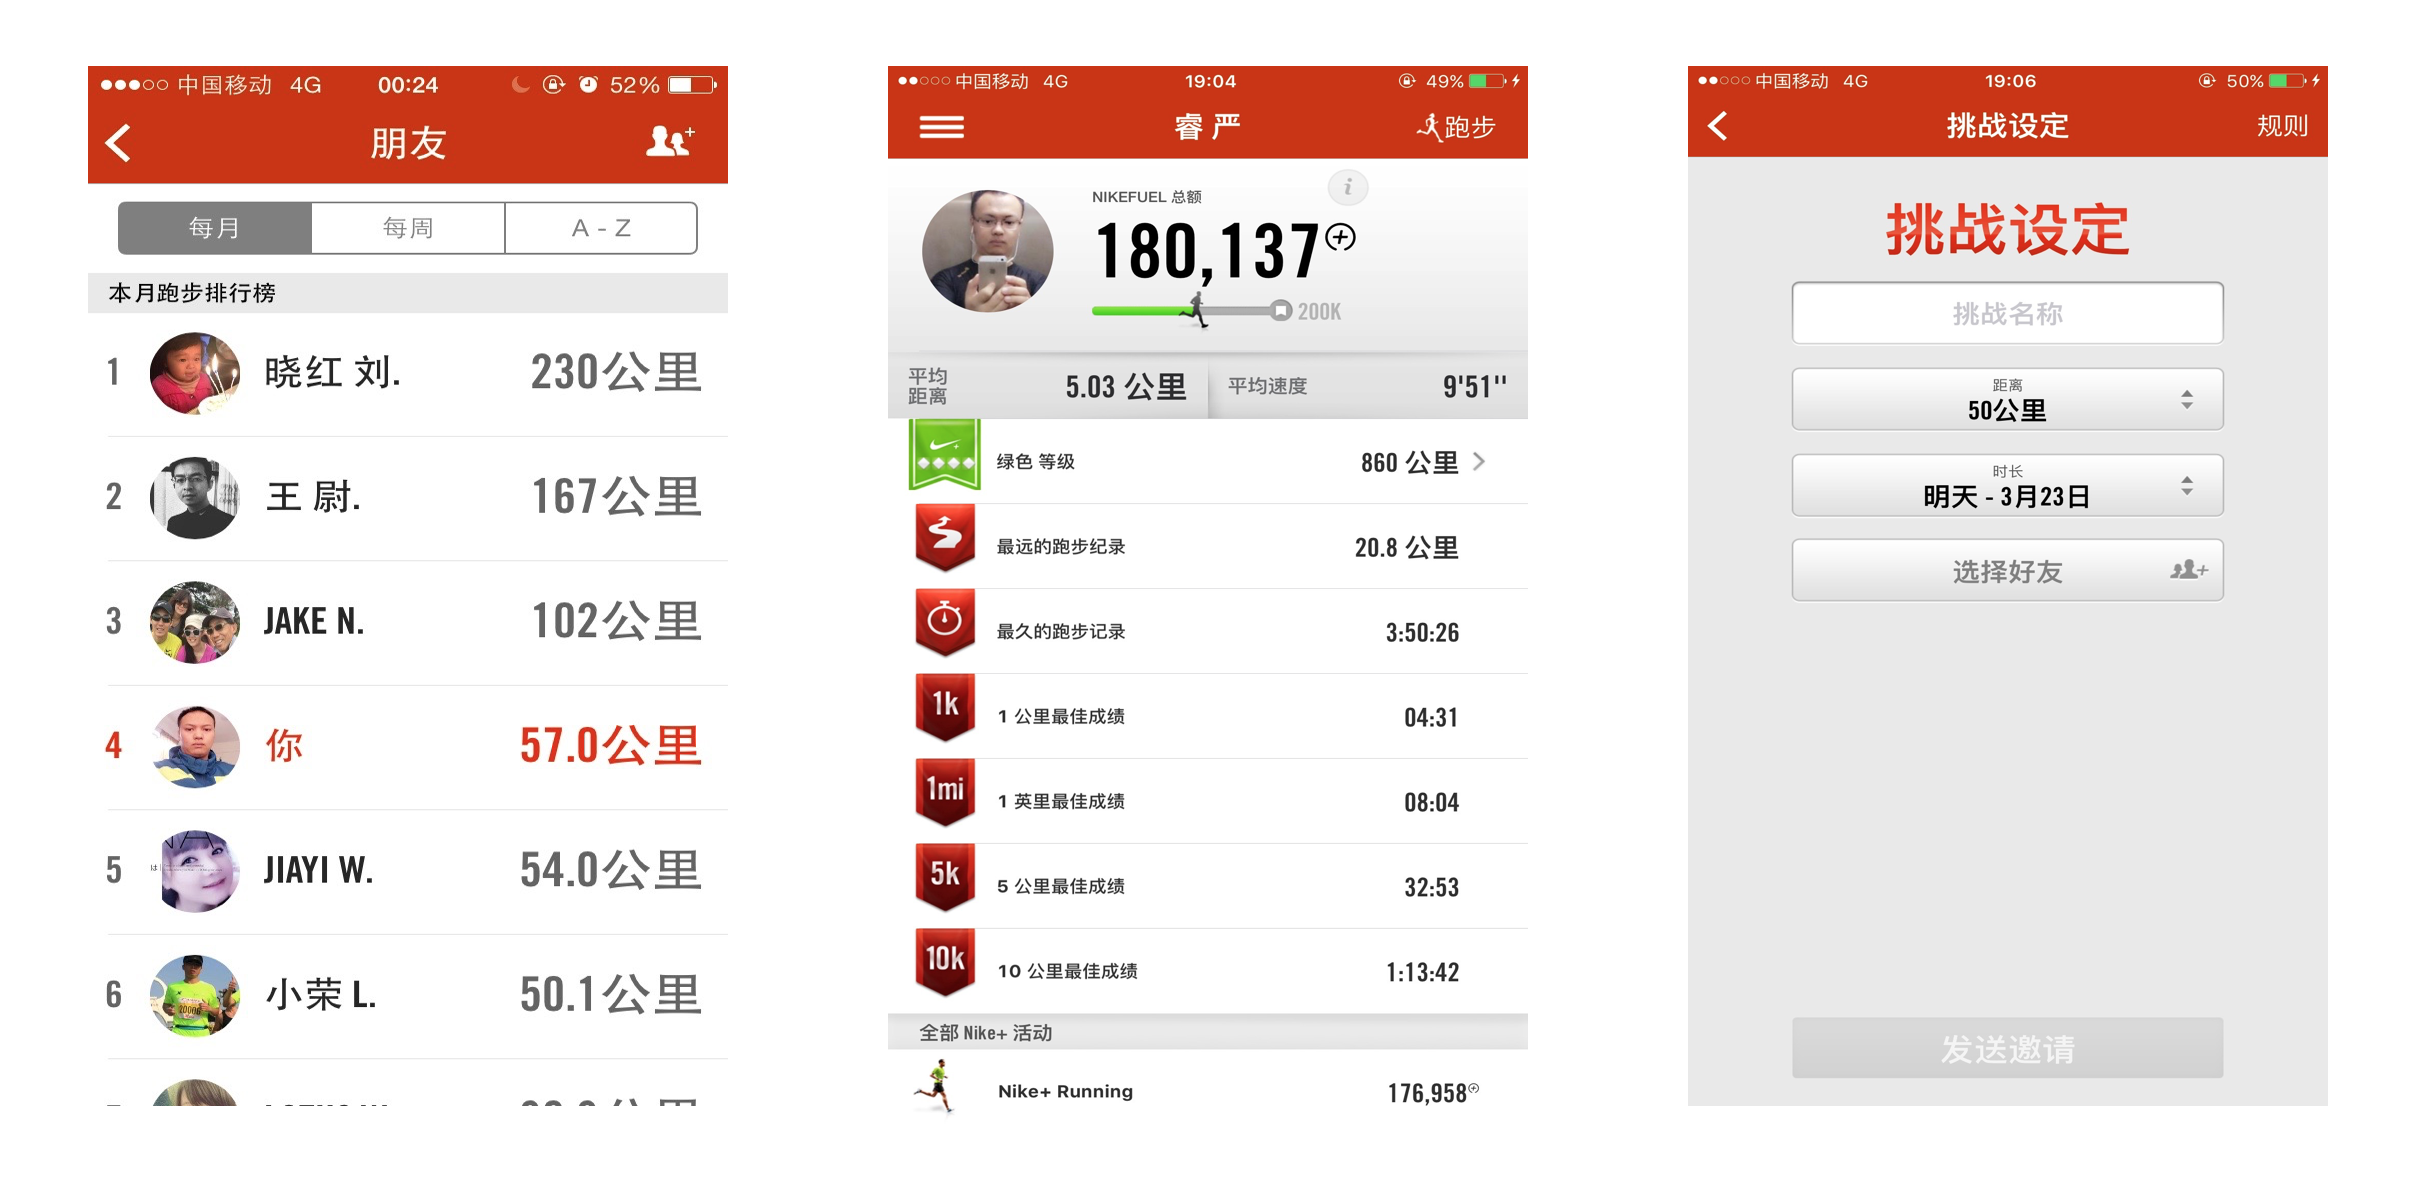 中国移动 4G 00:24 52%
朋友
每月 每周 A - Z
本月跑步排行榜
1 晓红 刘. 230公里
2 王 尉. 167公里
3 JAKE N. 102公里
4 你 57.0公里
5 JIAYI W. 54.0公里
6 小荣 L. 50.1公里
中国移动 4G 19:04 49%
睿 严 跑步
NIKEFUEL 总额
180,137
200K
平均距离 5.03 公里 平均速度 9'51''
绿色 等级 860 公里
最远的跑步纪录 20.8 公里
最久的跑步记录 3:50:26
1k 1 公里最佳成绩 04:31
1mi 1 英里最佳成绩 08:04
5k 5 公里最佳成绩 32:53
10k 10 公里最佳成绩 1:13:42
全部 Nike+ 活动
Nike+ Running 176,958
中国移动 4G 19:06 50%
挑战设定 规则
挑战设定
挑战名称
距离
50公里
时长
明天 - 3月23日
选择好友
发送邀请